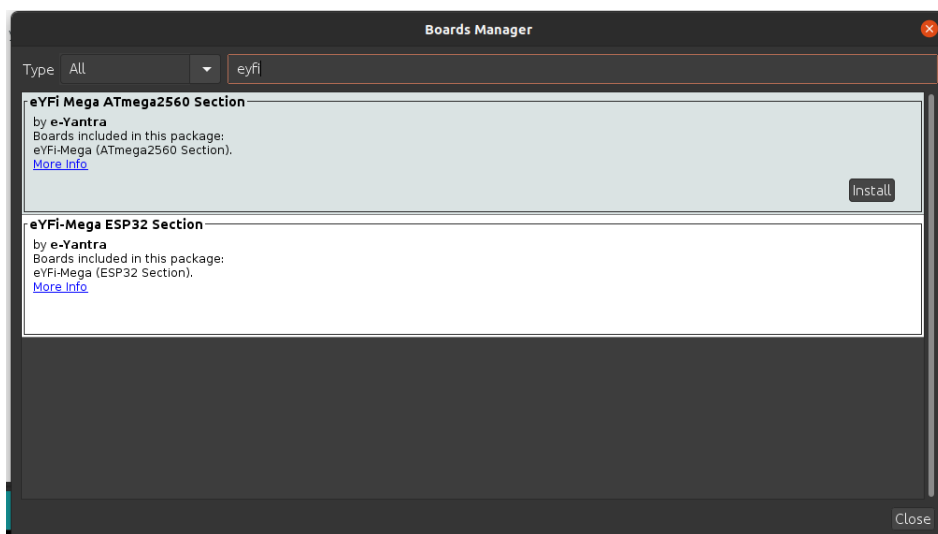 Boards Manager
Type All eyfi
eYFi Mega ATmega2560 Section
by e-Yantra
Boards included in this package:
eYFi-Mega (ATmega2560 Section).
More Info
Install
eYFi-Mega ESP32 Section
by e-Yantra
Boards included in this package:
eYFi-Mega (ESP32 Section).
More Info
Close